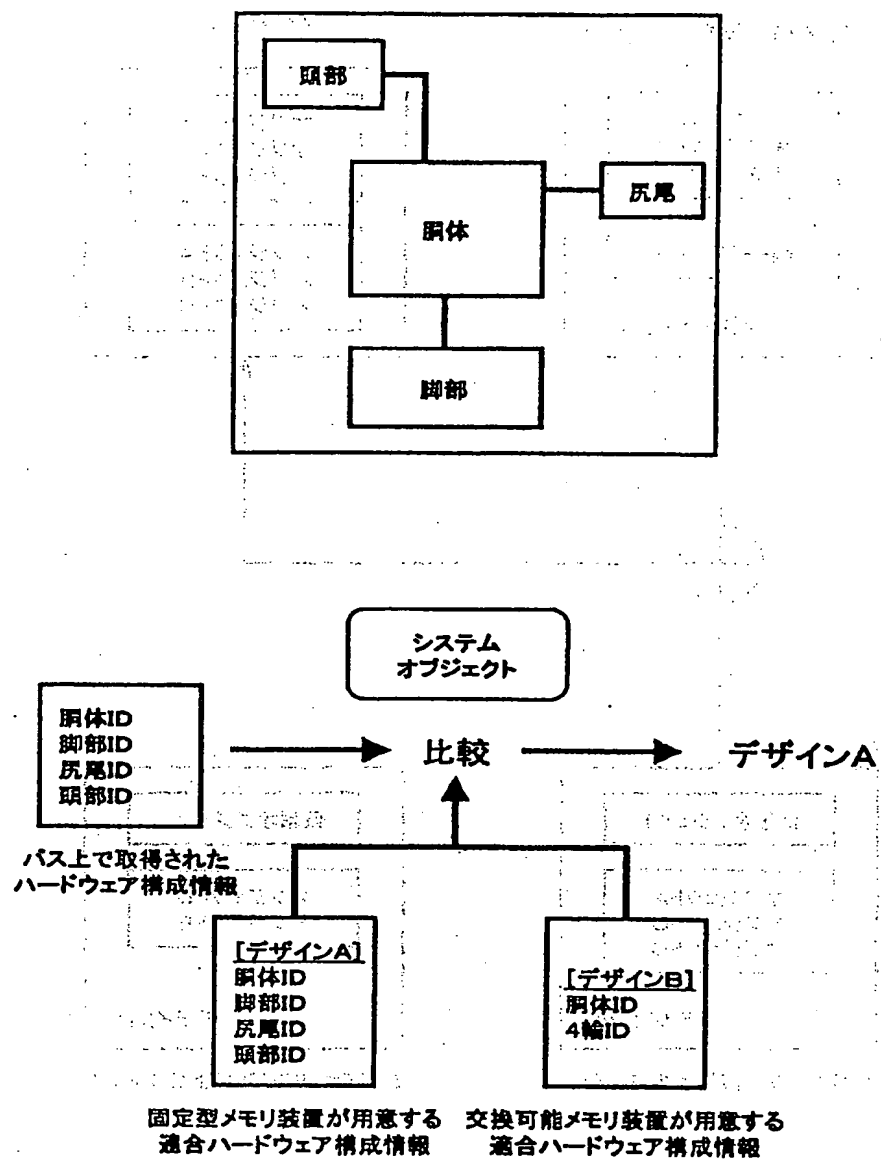 頭部
尻尾
胴体
脚部
システム
オブジェクト
胴体ID
脚部ID
尻尾ID
頭部ID
比較
デザインA
バス上で取得された
ハードウェア構成情報
[デザインA]
胴体ID
脚部ID
尻尾ID
頭部ID
[デザインB]
胴体ID
4輪ID
固定型メモリ装置が用意する
適合ハードウェア構成情報
交換可能メモリ装置が用意する
適合ハードウェア構成情報